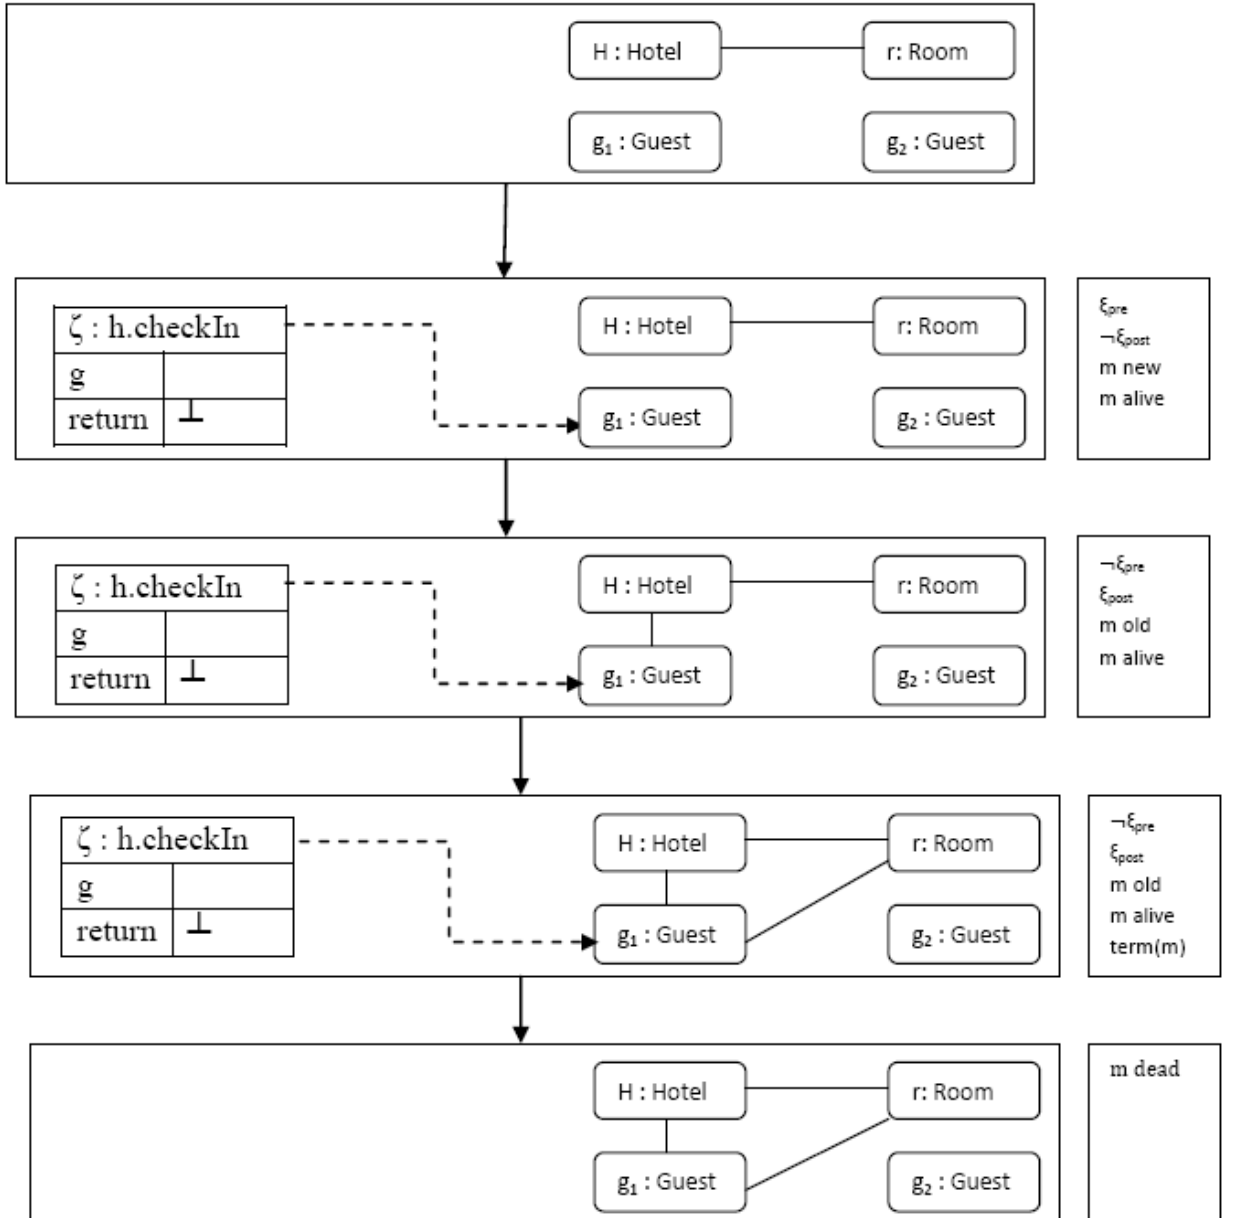 H : Hotel
r: Room
g₁ : Guest
g₂ : Guest
ζ : h.checkIn
g
return ⊥
H : Hotel
r: Room
g₁ : Guest
g₂ : Guest
ξpre
¬ξpost
m new
m alive
ζ : h.checkIn
g
return ⊥
H : Hotel
r: Room
g₁ : Guest
g₂ : Guest
¬ξpre
ξpost
m old
m alive
ζ : h.checkIn
g
return ⊥
H : Hotel
r: Room
g₁ : Guest
g₂ : Guest
¬ξpre
ξpost
m old
m alive
term(m)
H : Hotel
r: Room
g₁ : Guest
g₂ : Guest
m dead